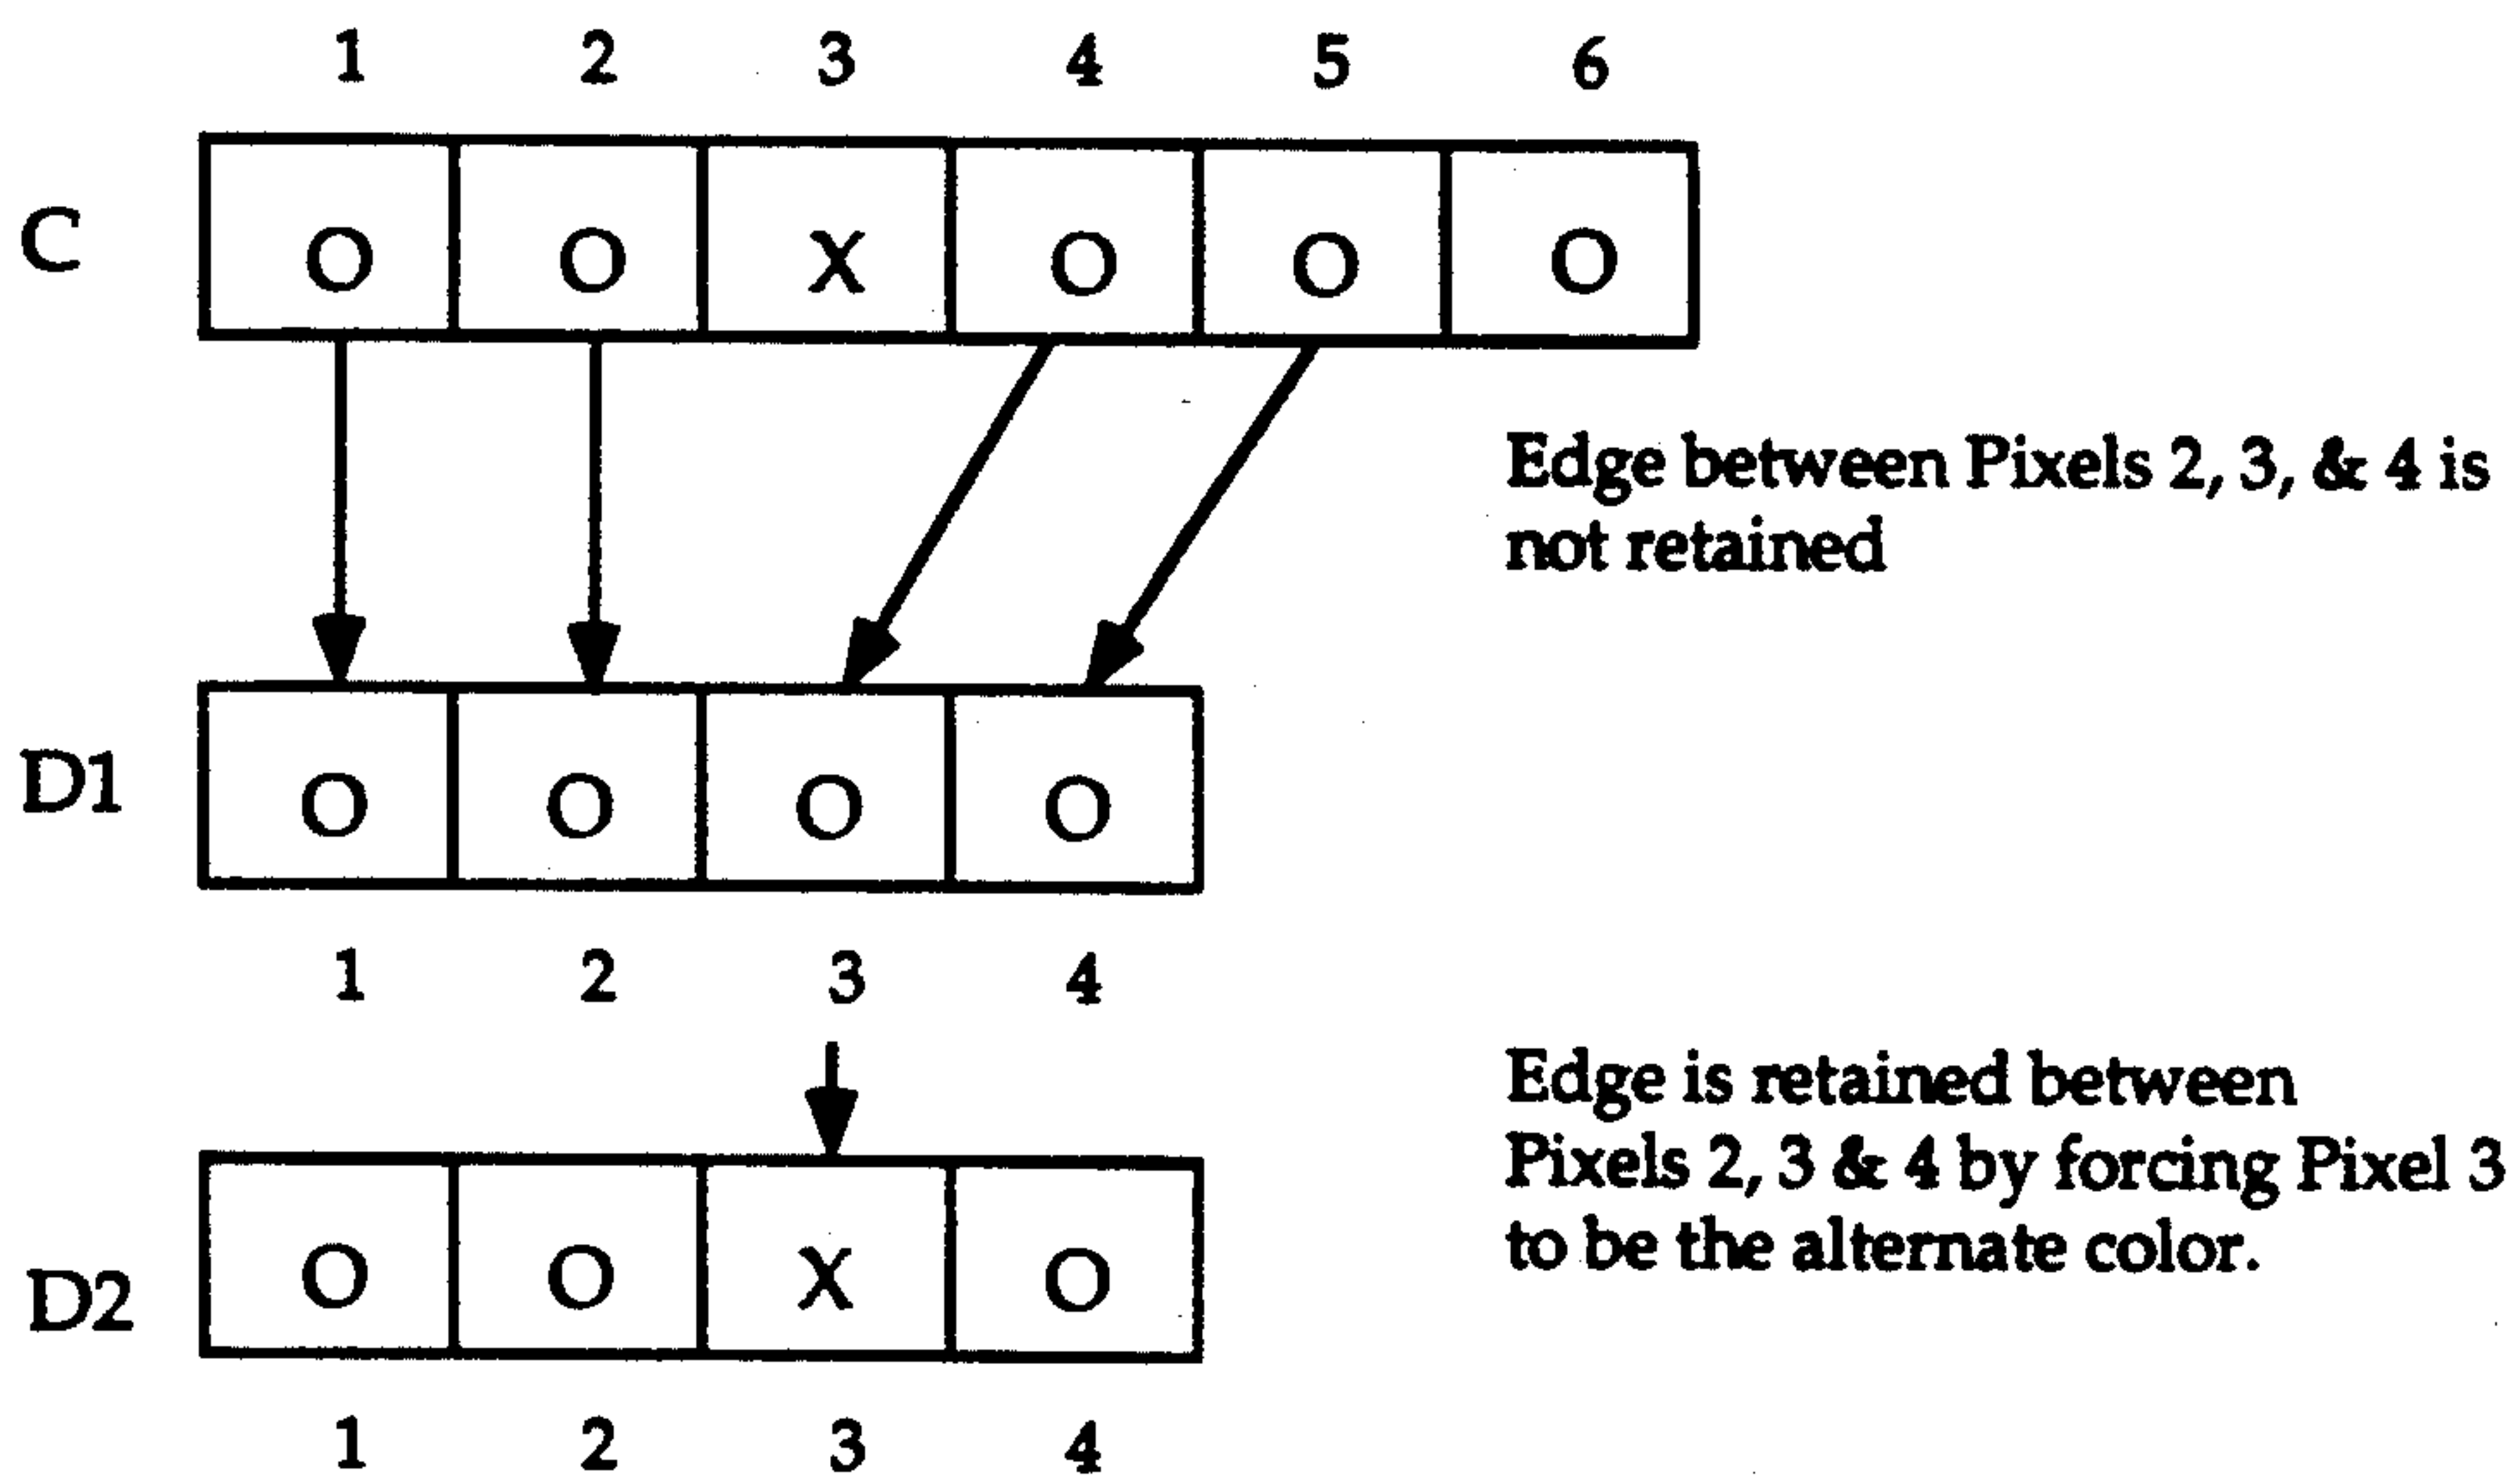 1 2 3 4 5 6
C O O X O O O
Edge between Pixels 2, 3, & 4 is
not retained
D1 O O O O
1 2 3 4
Edge is retained between
Pixels 2, 3 & 4 by forcing Pixel 3
to be the alternate color.
D2 O O X O
1 2 3 4